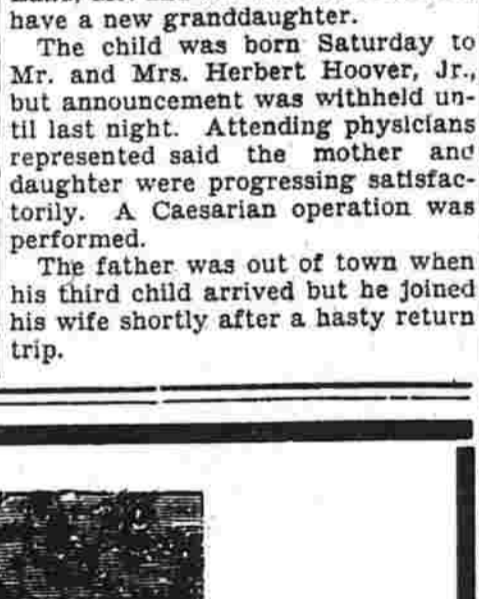 have a new granddaughter.
The child was born Saturday to
Mr. and Mrs. Herbert Hoover, Jr.,
but announcement was withheld un-
til last night. Attending physicians
represented said the mother and
daughter were progressing satisfac-
torily. A Caesarian operation was
performed.
The father was out of town when
his third child arrived but he joined
his wife shortly after a hasty return
trip.